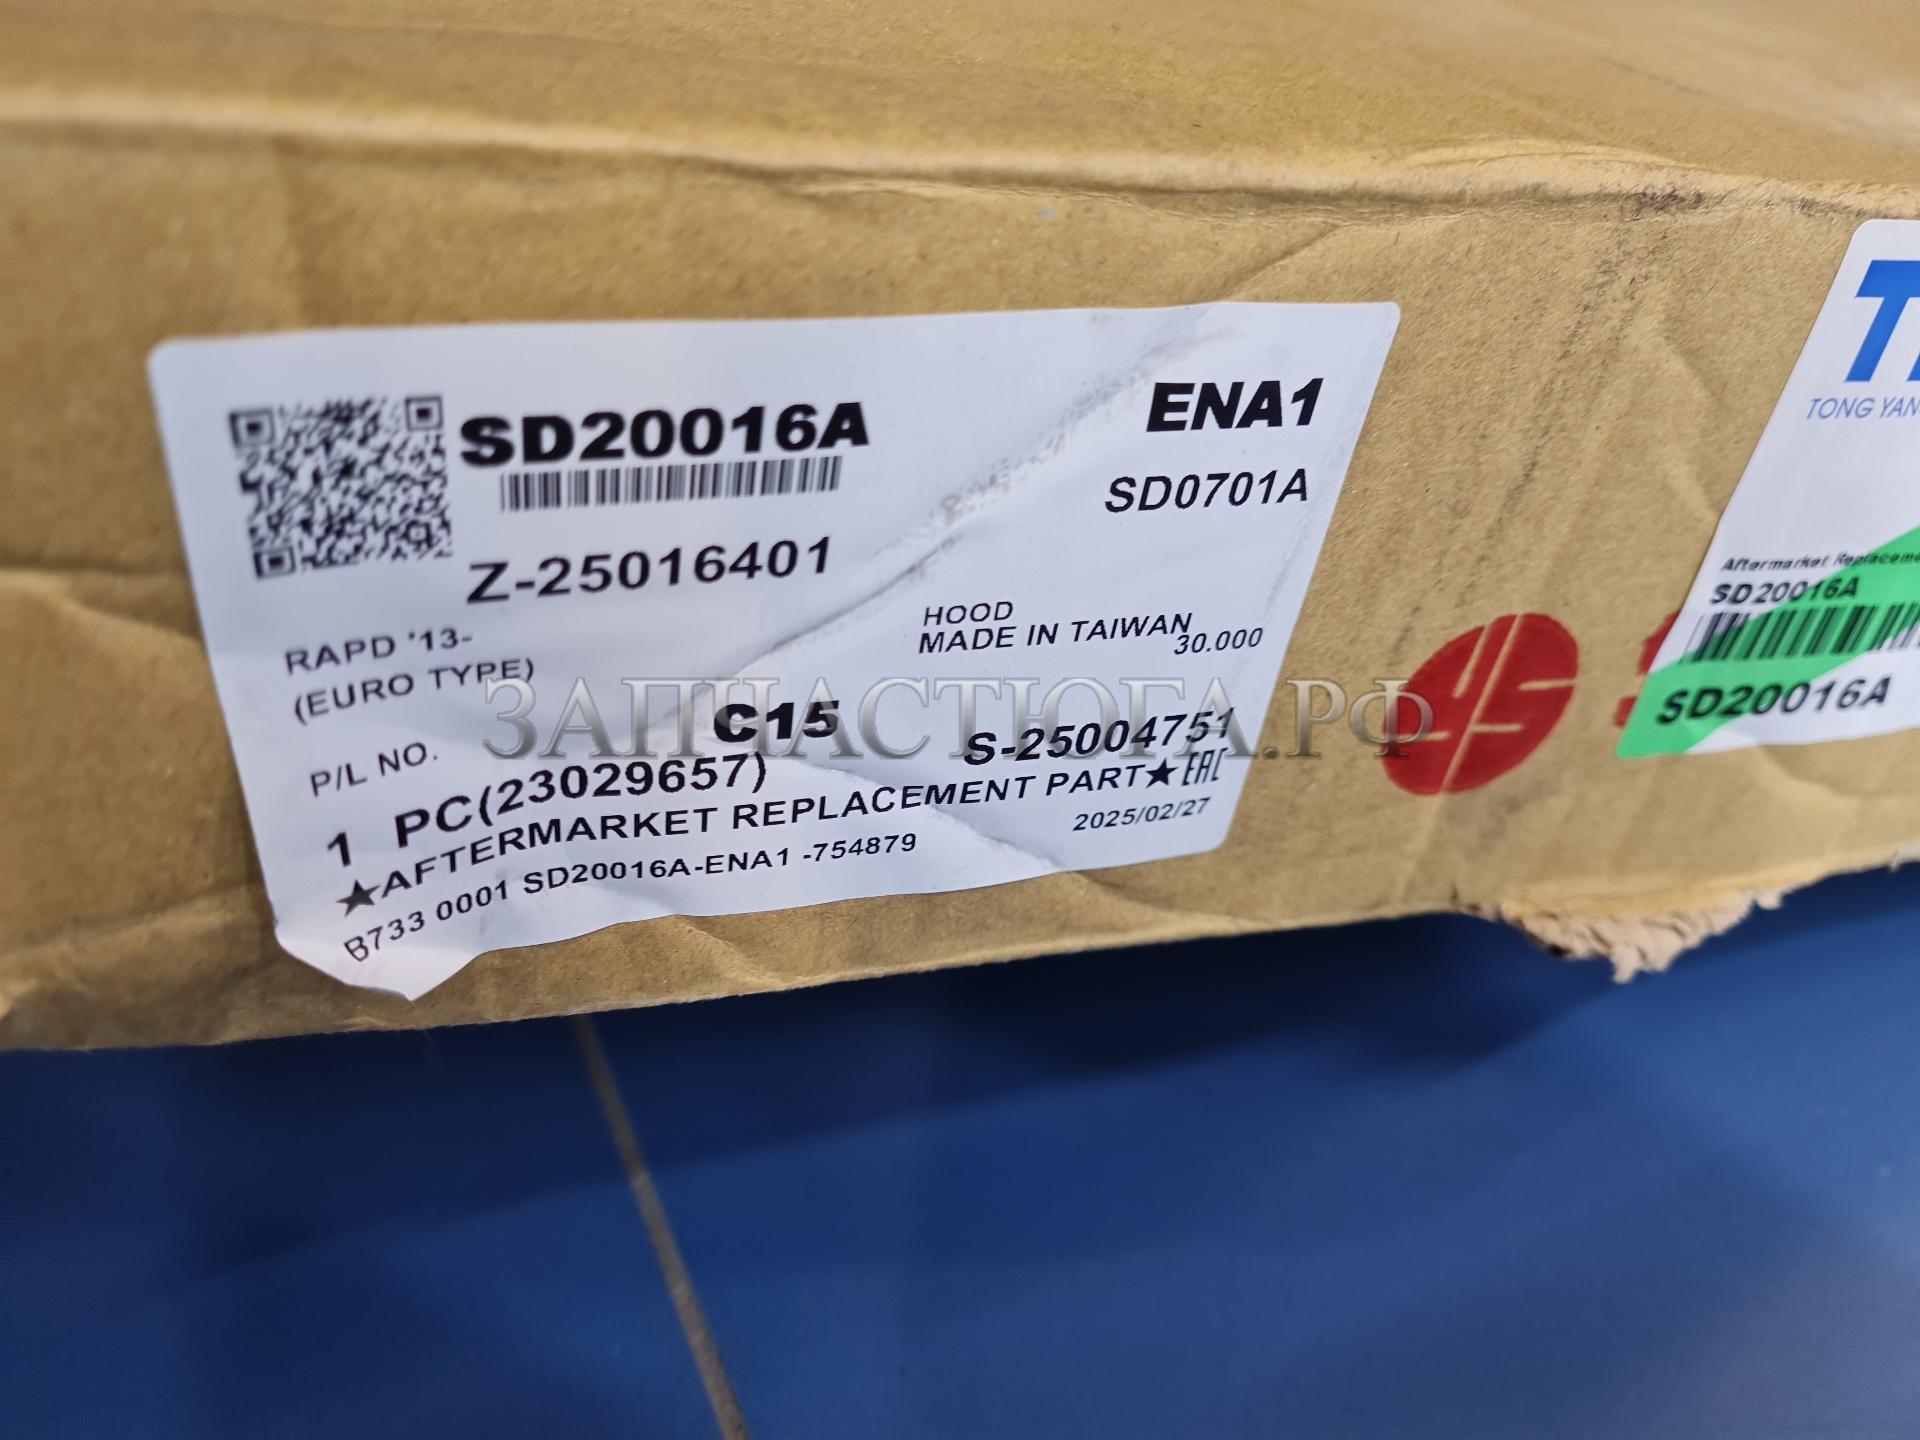 SD20016A
ENA1
SD0701A
Z-25016401
RAPD '13-
(EURO TYPE)
HOOD
MADE IN TAIWAN
30.000
P/L NO.
C15
S-25004751
1 PC(23029657)
★AFTERMARKET REPLACEMENT PART★ EAC
2025/02/27
B733 0001 SD20016A-ENA1 -754879
ЗАПЧАСТЮГА.РФ
TONG YAN
Aftermarket Replaceme
SD20016A
SD20016A